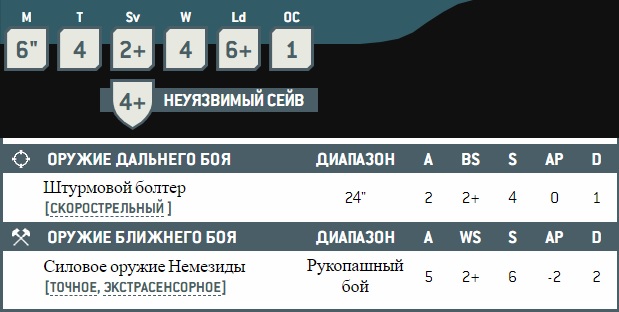 M T Sv W Ld OC
6" 4 2+ 4 6+ 1
4+ НЕУЯЗВИМЫЙ СЕЙВ
ОРУЖИЕ ДАЛЬНЕГО БОЯ ДИАПАЗОН A BS S AP D
Штурмовой болтер 24" 2 2+ 4 0 1
[СКОРОСТРЕЛЬНЫЙ ]
ОРУЖИЕ БЛИЖНЕГО БОЯ ДИАПАЗОН A WS S AP D
Силовое оружие Немезиды Рукопашный бой 5 2+ 6 -2 2
[ТОЧНОЕ, ЭКСТРАСЕНСОРНОЕ]